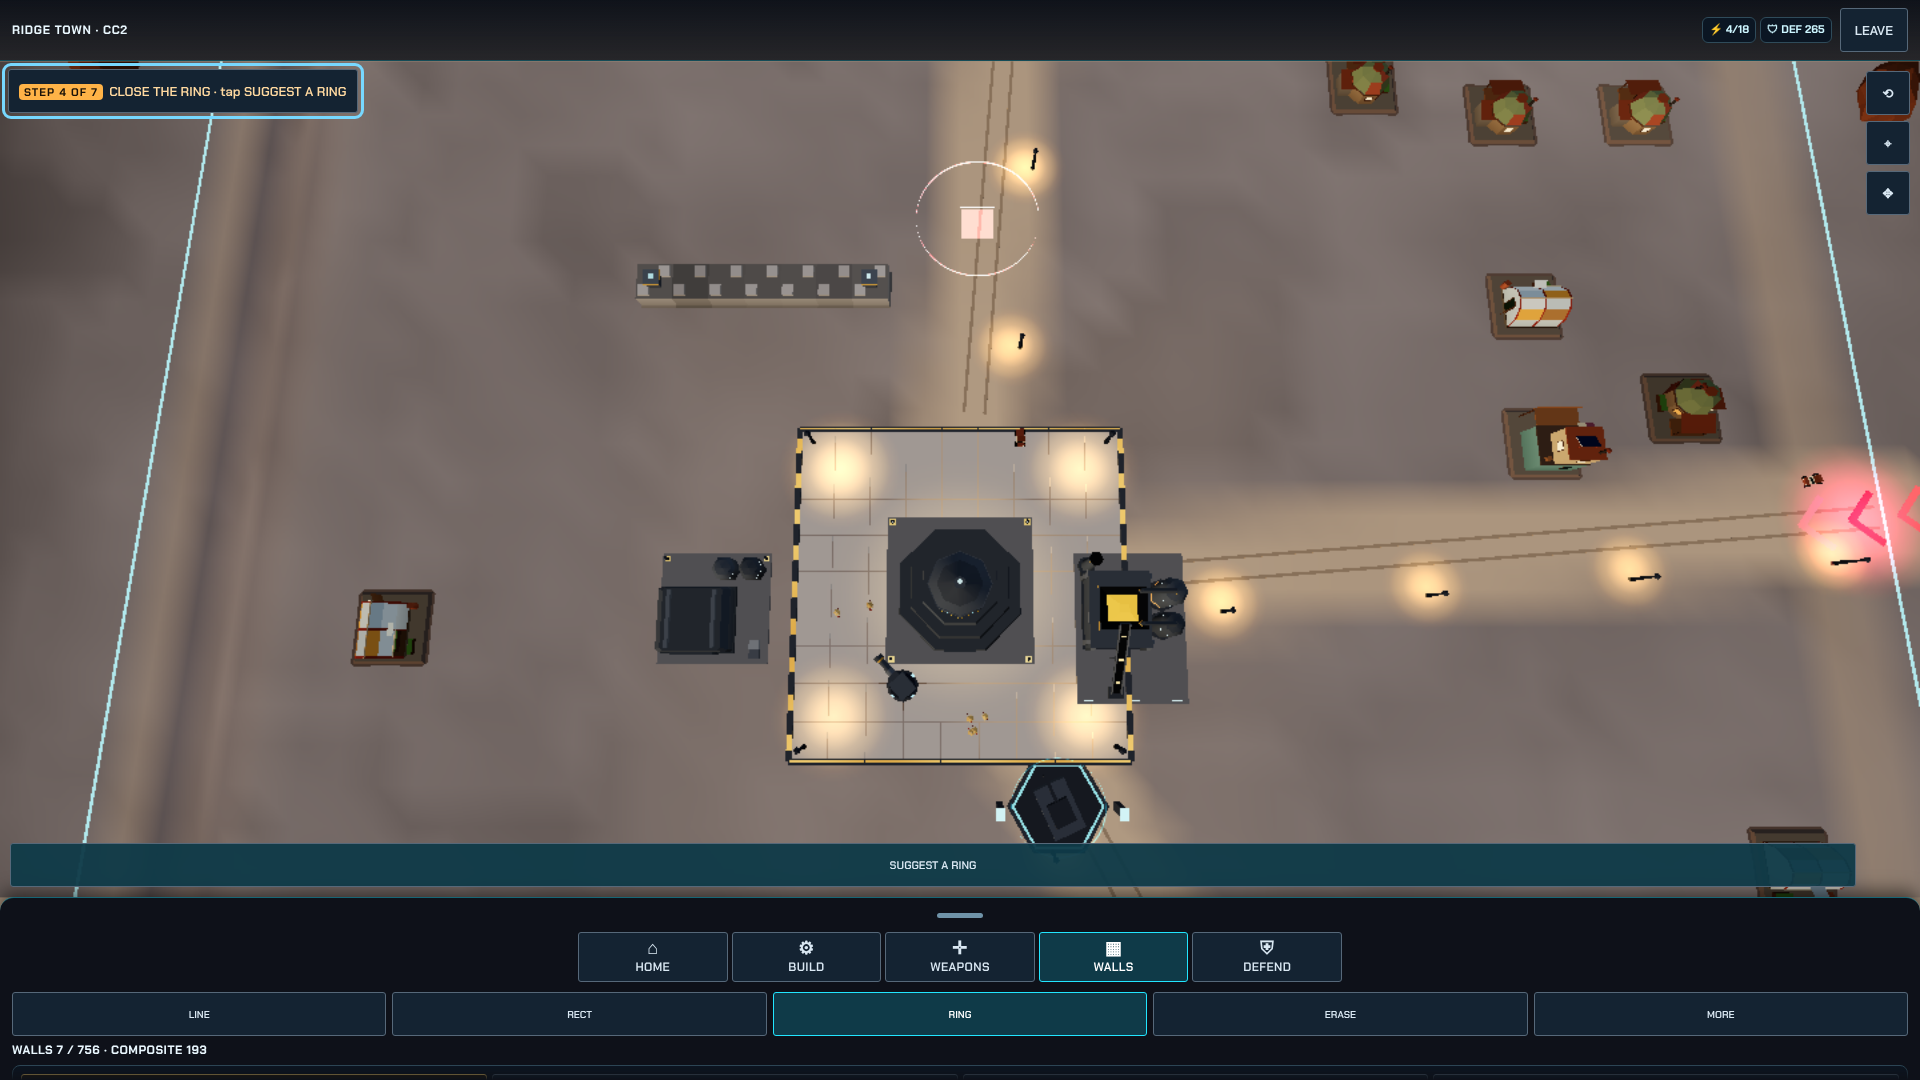 RIDGE TOWN · CC2
4/18
DEF 265
LEAVE
STEP 4 OF 7 CLOSE THE RING · tap SUGGEST A RING
SUGGEST A RING
HOME
BUILD
WEAPONS
WALLS
DEFEND
LINE
RECT
RING
ERASE
MORE
WALLS 7 / 756 · COMPOSITE 193